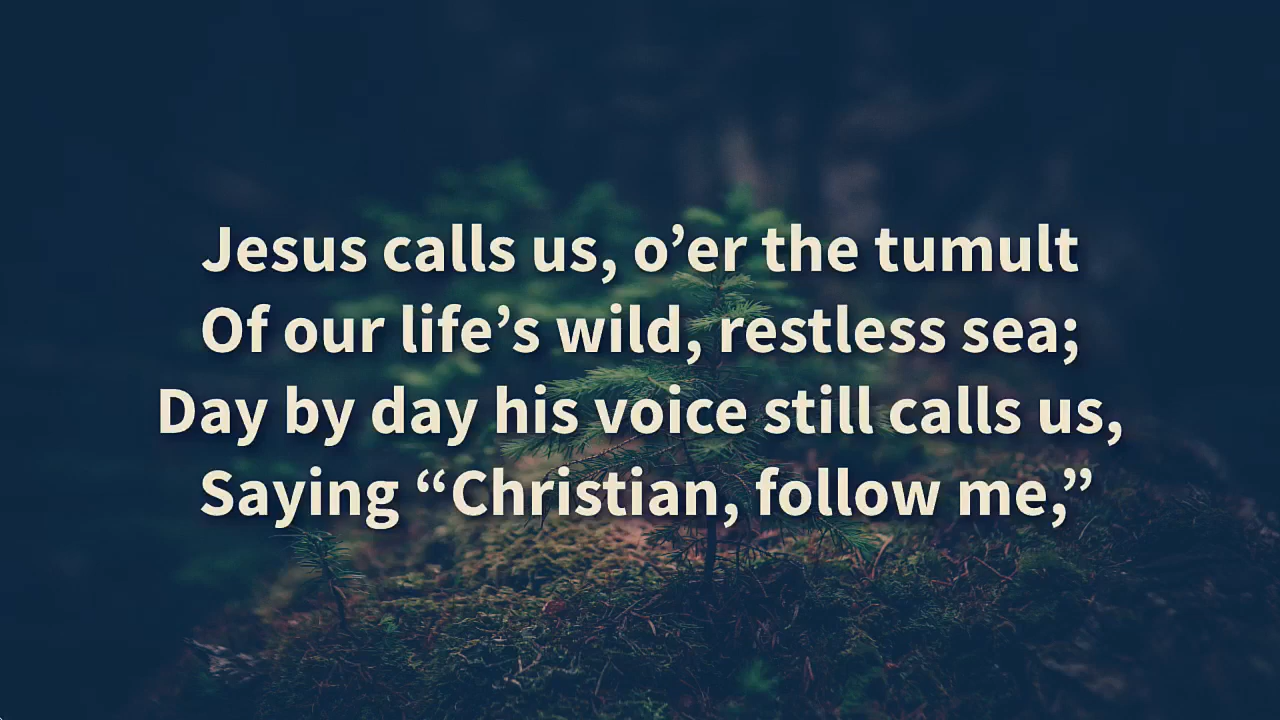 Jesus calls us, o’er the tumult
Of our life’s wild, restless sea;
Day by day his voice still calls us,
Saying “Christian, follow me,”